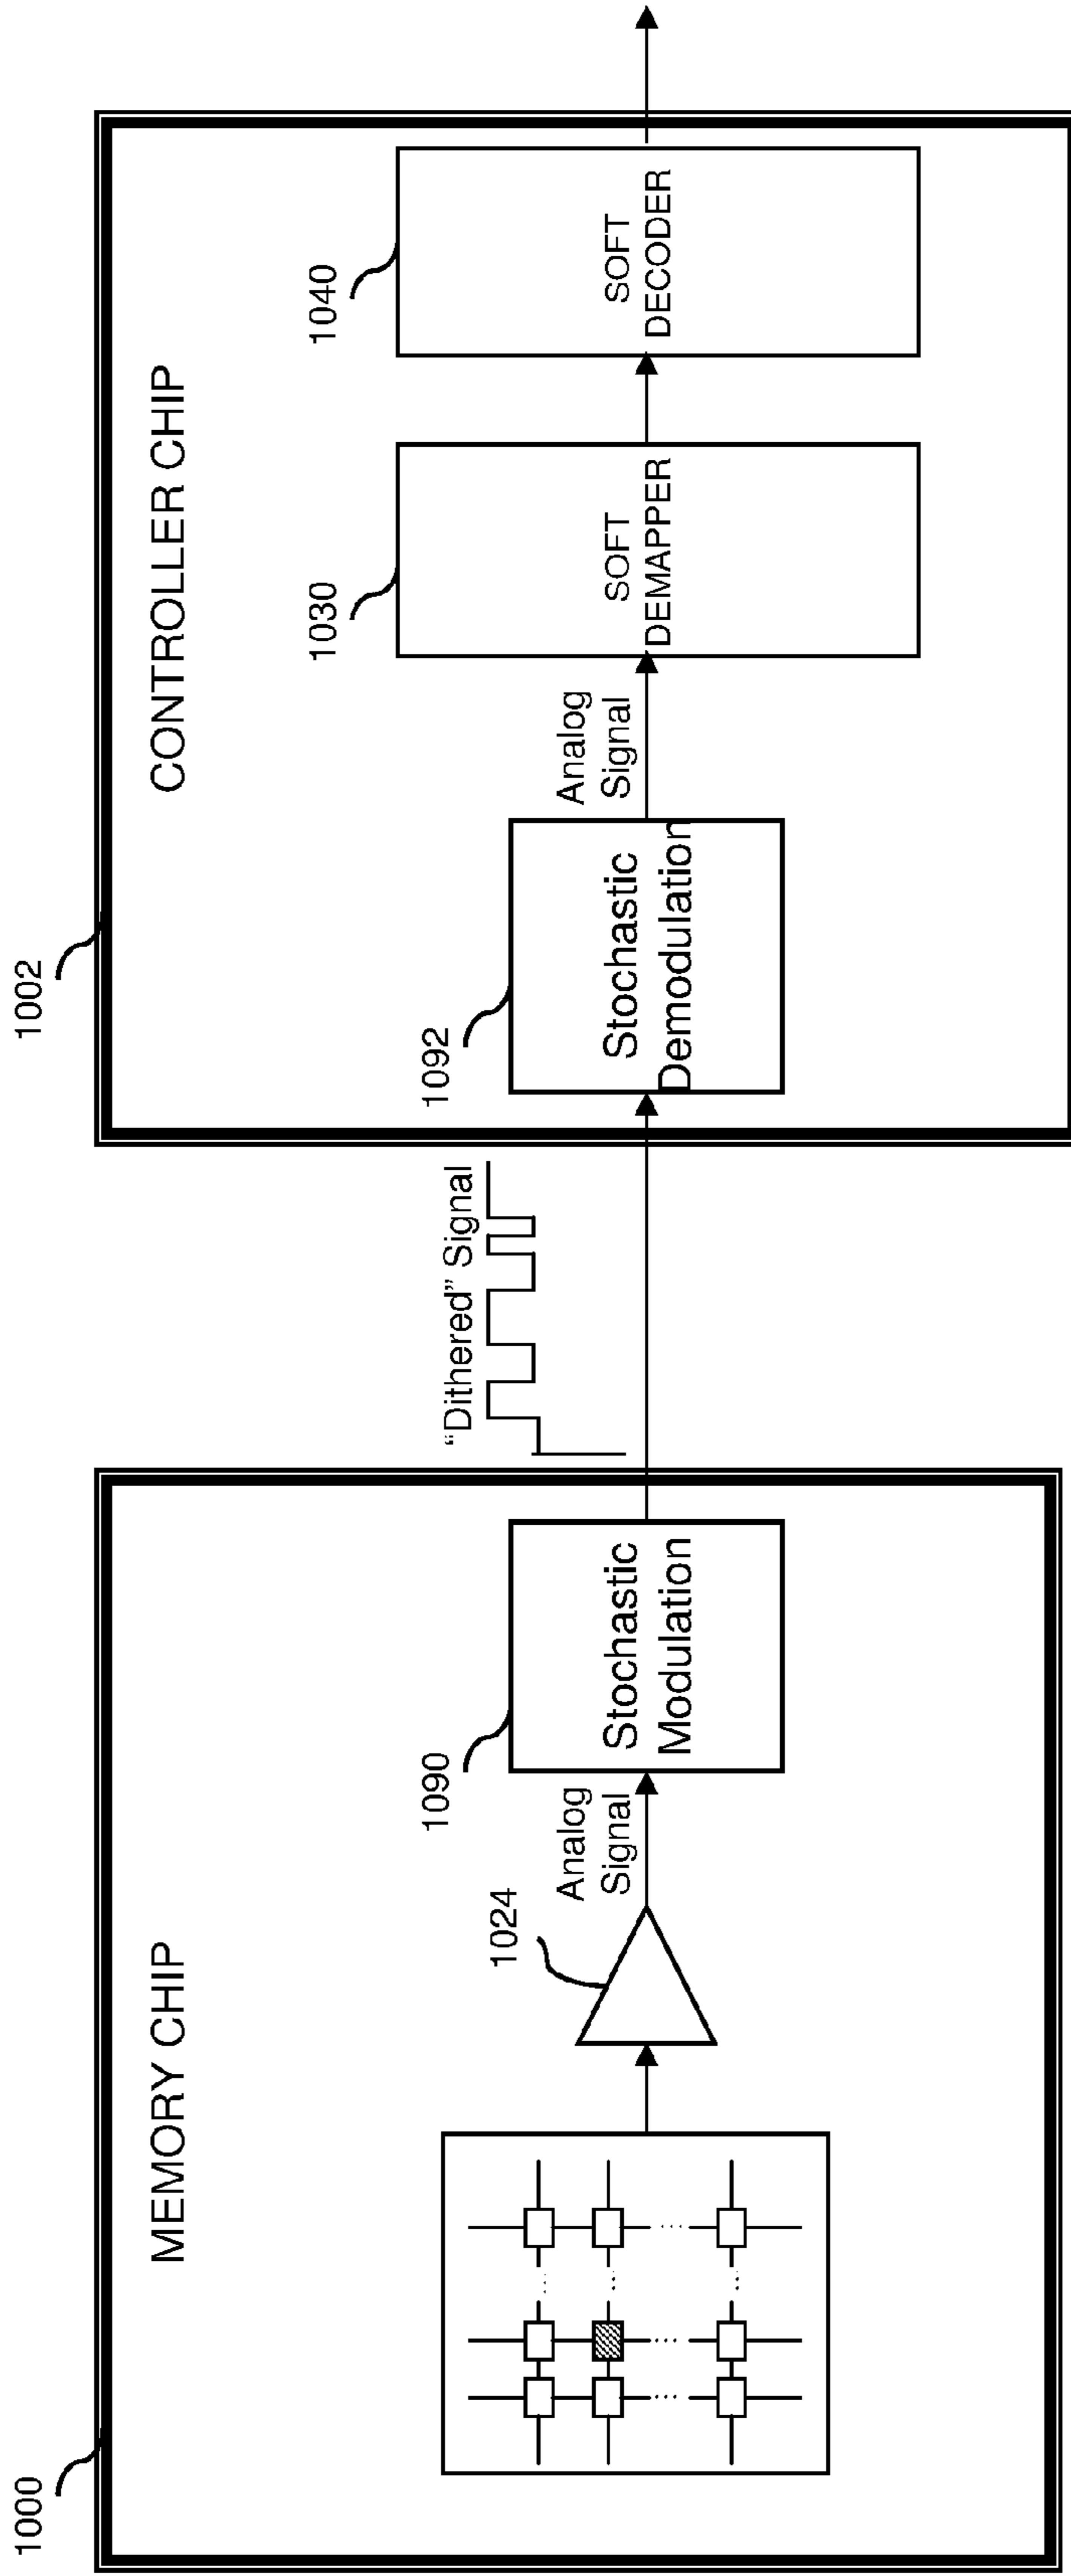 1000
MEMORY CHIP
1024
Analog
Signal
1090
Stochastic
Modulation
“Dithered” Signal
1002
CONTROLLER CHIP
1092
Stochastic
Demodulation
Analog
Signal
1030
SOFT
DEMAPPER
1040
SOFT
DECODER